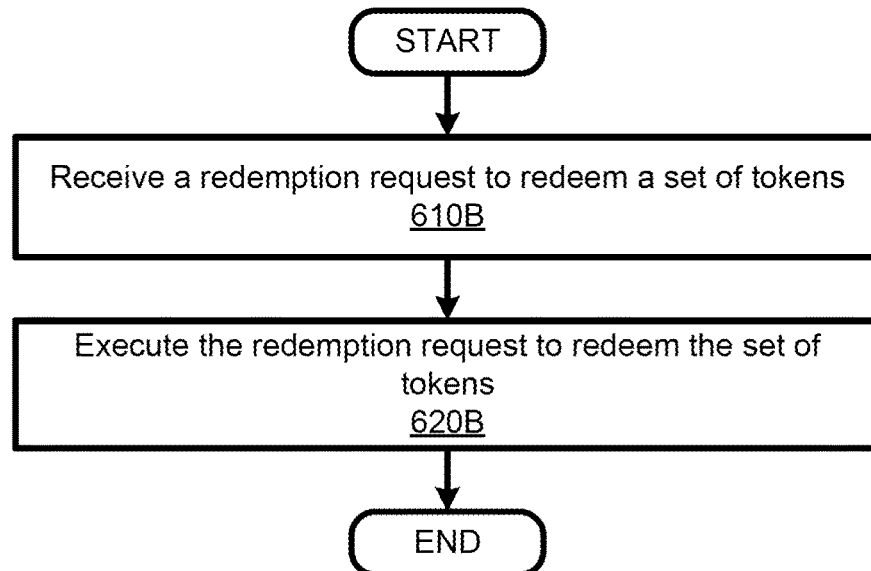 START
Receive a redemption request to redeem a set of tokens
610B
Execute the redemption request to redeem the set of
tokens
620B
END